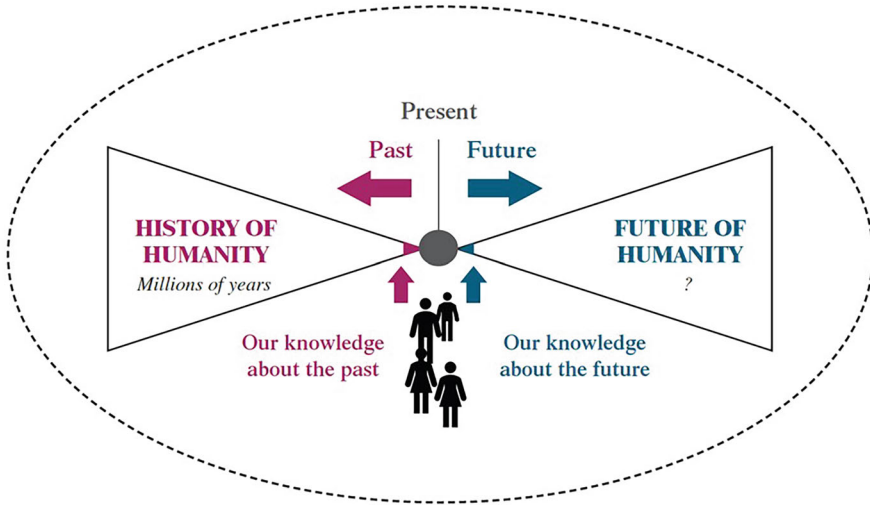 Present
Past
Future
HISTORY OF
HUMANITY
Millions of years
FUTURE OF
HUMANITY
?
Our knowledge
about the past
Our knowledge
about the future